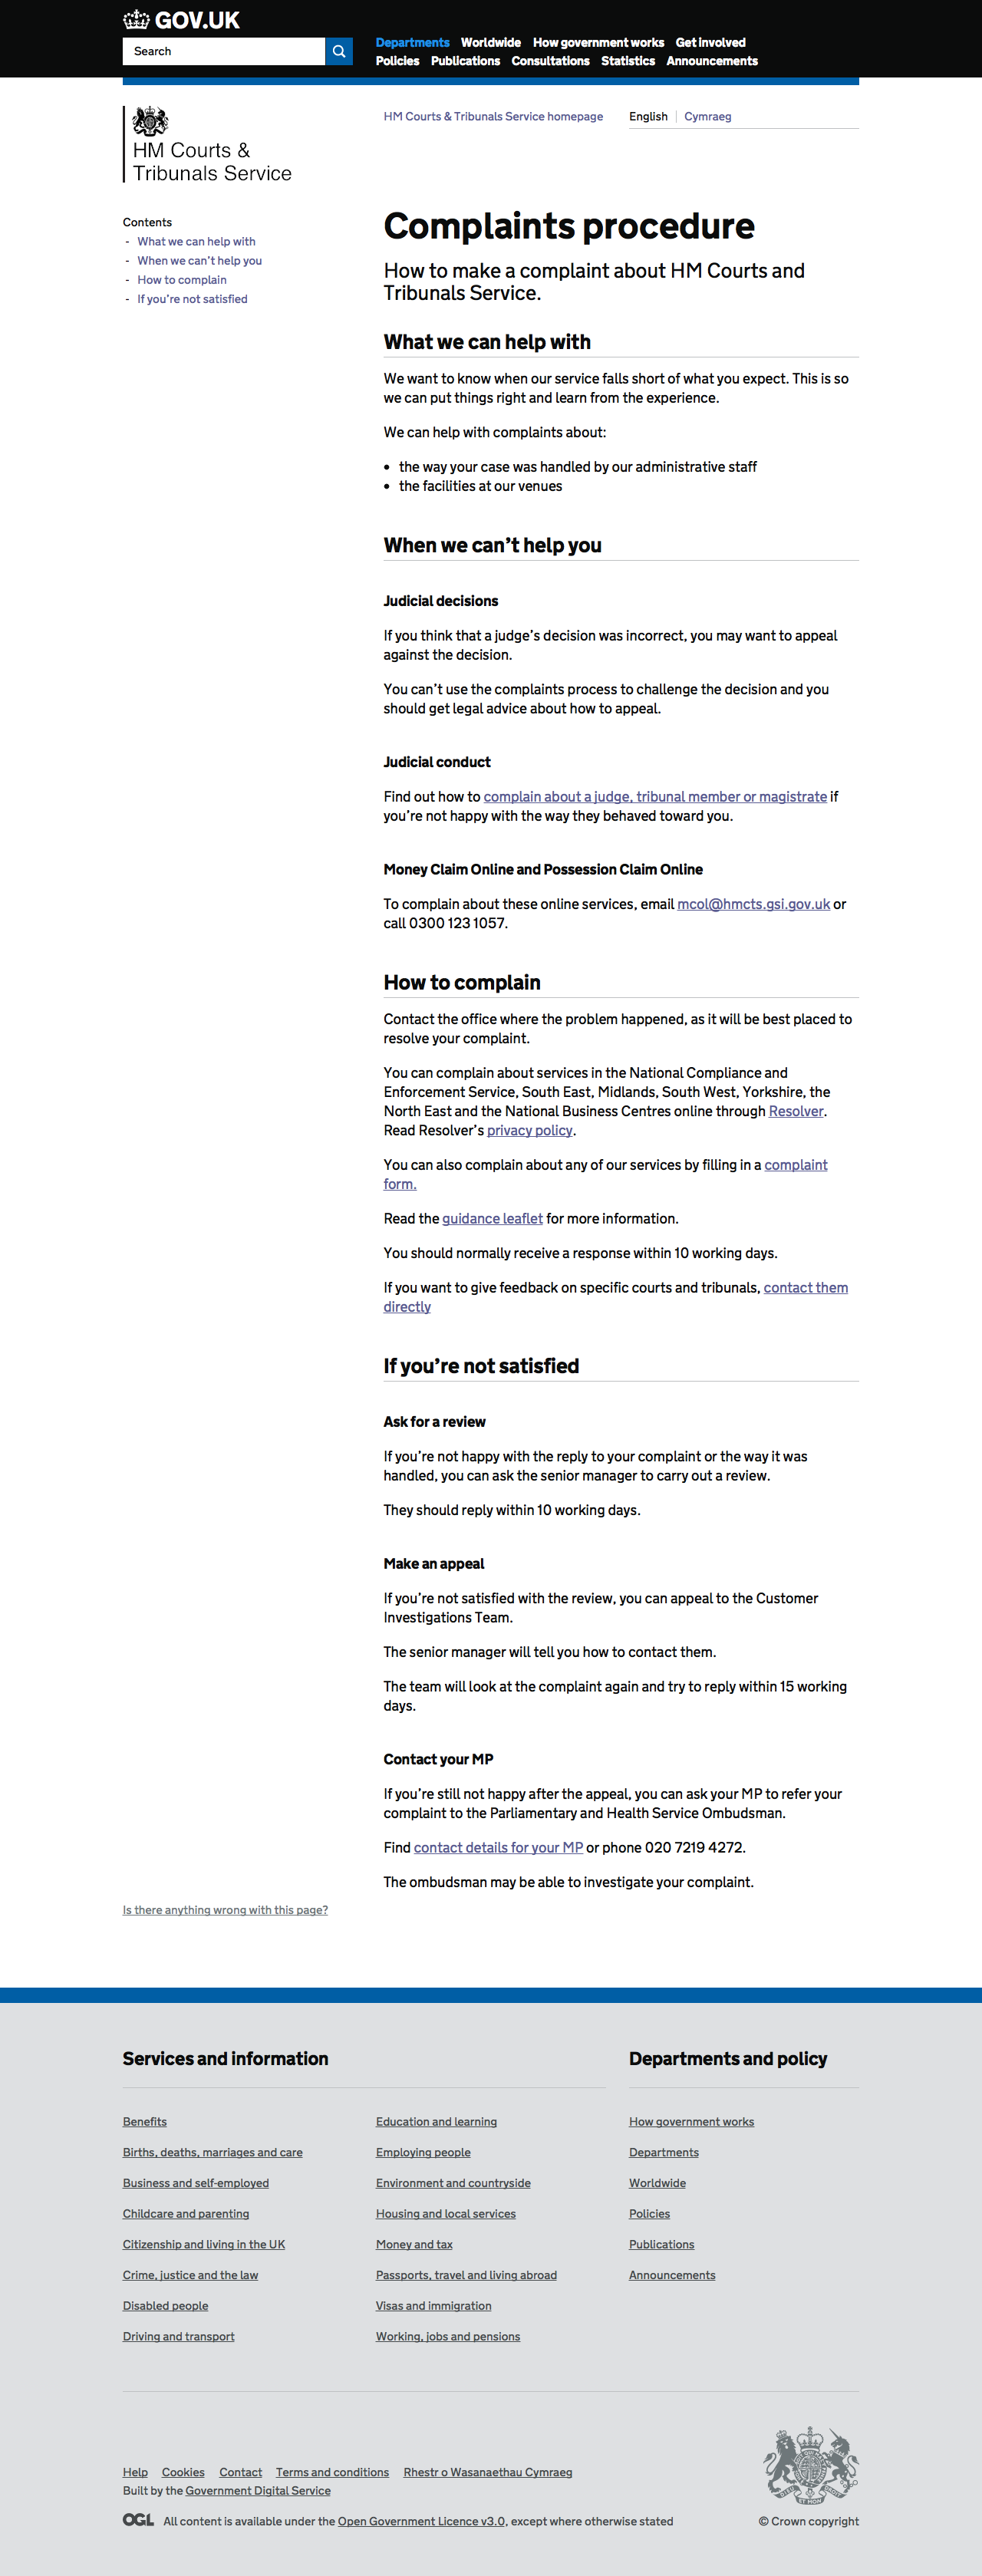 GOV.UK
Search
Departments Worldwide How government works Get involved
Policies Publications Consultations Statistics Announcements
HM Courts & Tribunals Service homepage
English Cymraeg
HM Courts &
Tribunals Service
Contents
- What we can help with
- When we can’t help you
- How to complain
- If you’re not satisfied
Complaints procedure
How to make a complaint about HM Courts and
Tribunals Service.
What we can help with
We want to know when our service falls short of what you expect. This is so
we can put things right and learn from the experience.
We can help with complaints about:
• the way your case was handled by our administrative staff
• the facilities at our venues
When we can’t help you
Judicial decisions
If you think that a judge’s decision was incorrect, you may want to appeal
against the decision.
You can’t use the complaints process to challenge the decision and you
should get legal advice about how to appeal.
Judicial conduct
Find out how to complain about a judge, tribunal member or magistrate if
you’re not happy with the way they behaved toward you.
Money Claim Online and Possession Claim Online
To complain about these online services, email mcol@hmcts.gsi.gov.uk or
call 0300 123 1057.
How to complain
Contact the office where the problem happened, as it will be best placed to
resolve your complaint.
You can complain about services in the National Compliance and
Enforcement Service, South East, Midlands, South West, Yorkshire, the
North East and the National Business Centres online through Resolver.
Read Resolver’s privacy policy.
You can also complain about any of our services by filling in a complaint
form.
Read the guidance leaflet for more information.
You should normally receive a response within 10 working days.
If you want to give feedback on specific courts and tribunals, contact them
directly
If you’re not satisfied
Ask for a review
If you’re not happy with the reply to your complaint or the way it was
handled, you can ask the senior manager to carry out a review.
They should reply within 10 working days.
Make an appeal
If you’re not satisfied with the review, you can appeal to the Customer
Investigations Team.
The senior manager will tell you how to contact them.
The team will look at the complaint again and try to reply within 15 working
days.
Contact your MP
If you’re still not happy after the appeal, you can ask your MP to refer your
complaint to the Parliamentary and Health Service Ombudsman.
Find contact details for your MP or phone 020 7219 4272.
The ombudsman may be able to investigate your complaint.
Is there anything wrong with this page?
Services and information
Benefits
Births, deaths, marriages and care
Business and self-employed
Childcare and parenting
Citizenship and living in the UK
Crime, justice and the law
Disabled people
Driving and transport
Education and learning
Employing people
Environment and countryside
Housing and local services
Money and tax
Passports, travel and living abroad
Visas and immigration
Working, jobs and pensions
Departments and policy
How government works
Departments
Worldwide
Policies
Publications
Announcements
Help Cookies Contact Terms and conditions Rhestr o Wasanaethau Cymraeg
Built by the Government Digital Service
OGL All content is available under the Open Government Licence v3.0, except where otherwise stated
© Crown copyright